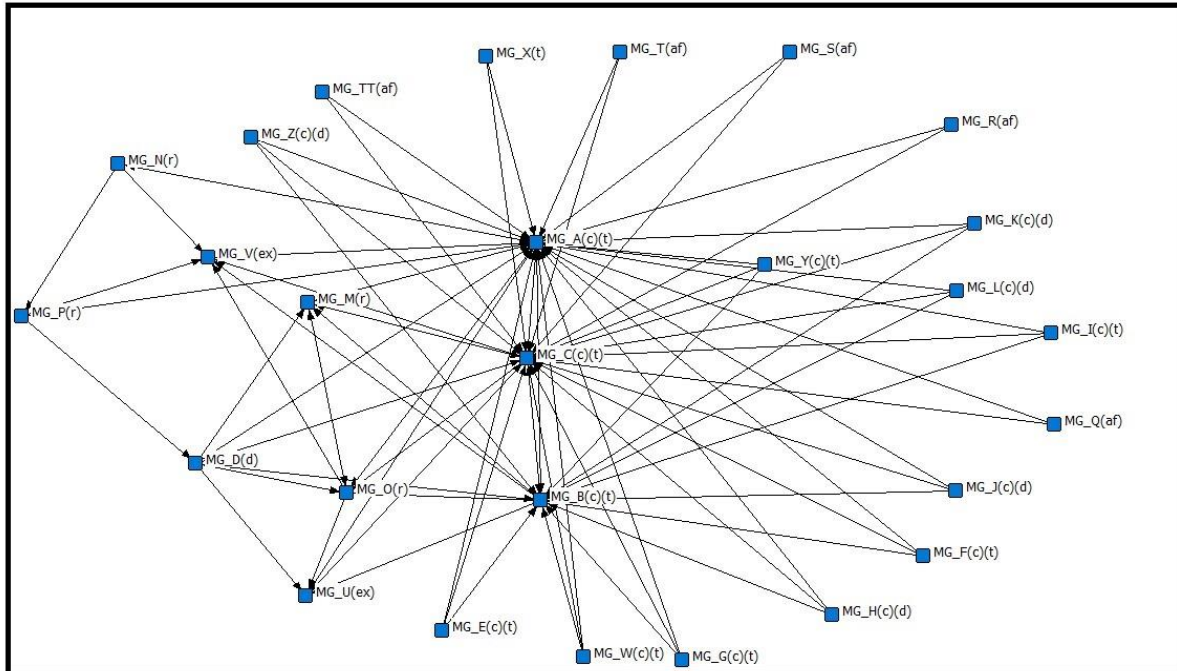 MG_X(t)
MG_T(af)
MG_S(af)
MG_TT(af)
MG_R(af)
MG_Z(c)(d)
MG_N(r)
MG_K(c)(d)
MG_A(c)(t)
MG_V(ex)
MG_Y(c)(t)
MG_L(c)(d)
MG_M(r)
MG_P(r)
MG_I(c)(t)
MG_C(c)(t)
MG_Q(af)
MG_D(d)
MG_J(c)(d)
MG_O(r)
MG_B(c)(t)
MG_F(c)(t)
MG_U(ex)
MG_H(c)(d)
MG_E(c)(t)
MG_W(c)(t)
MG_G(c)(t)